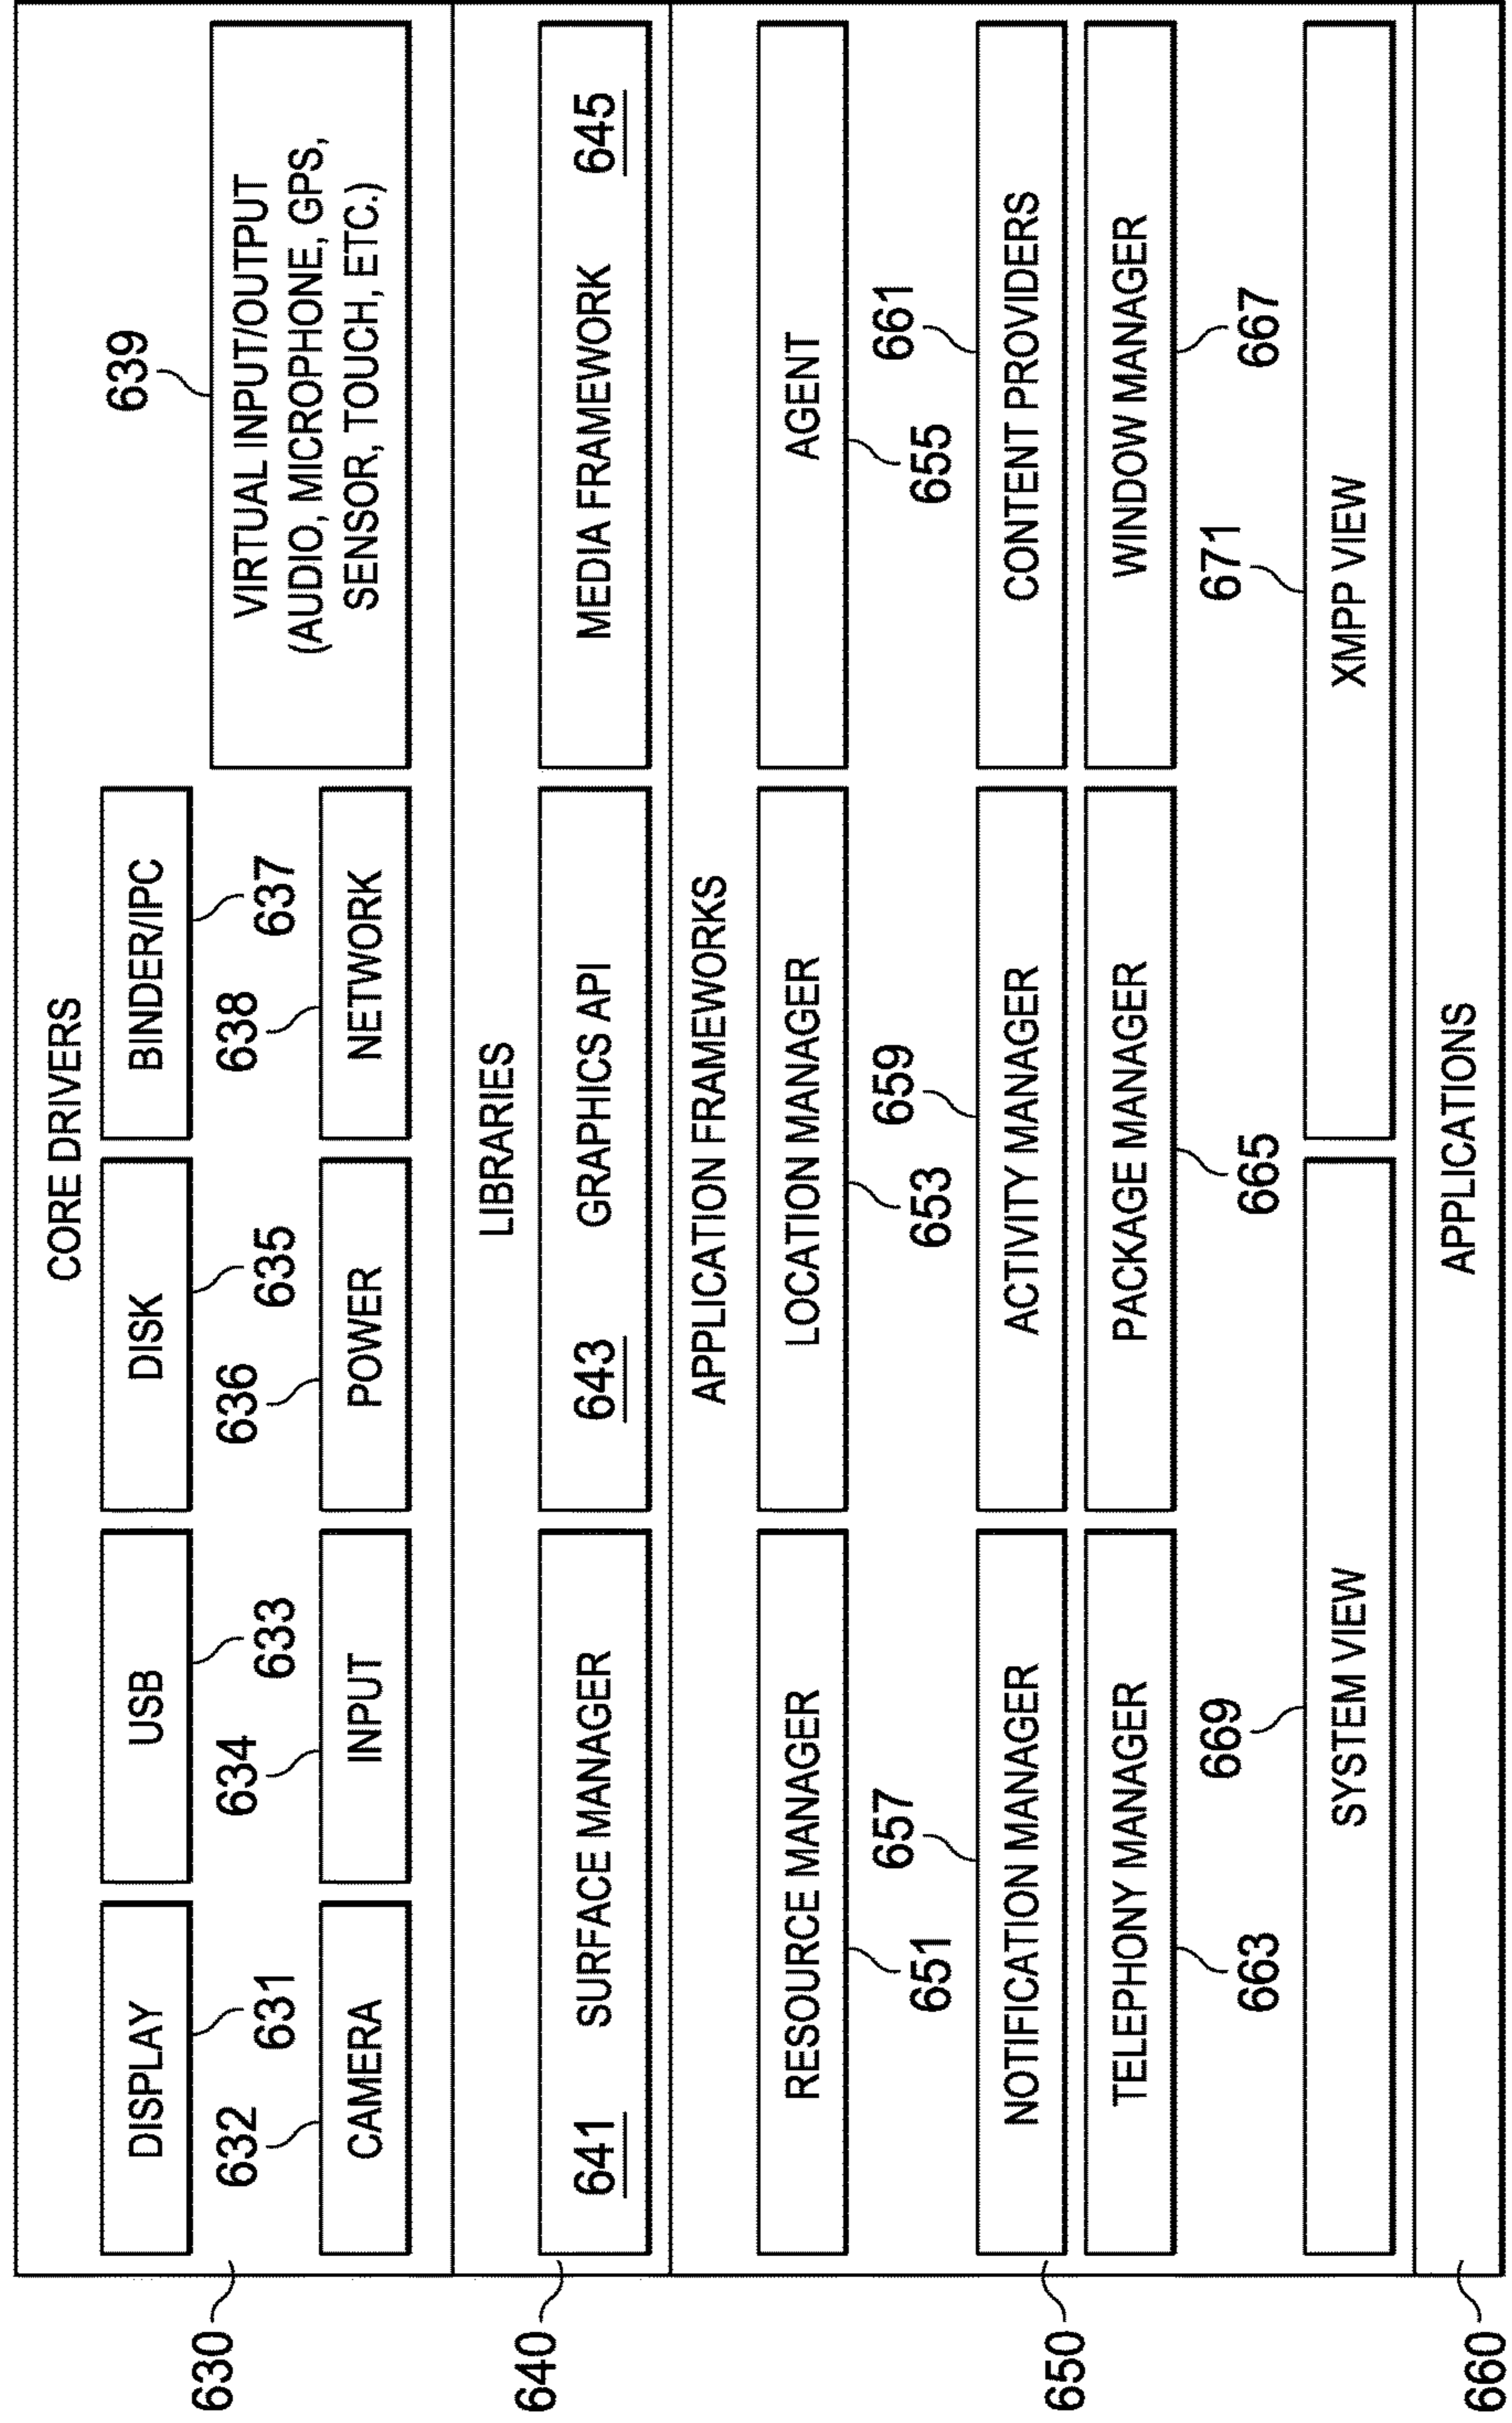 CORE DRIVERS
DISPLAY
USB
DISK
BINDER/IPC
639
631
633
635
637
632
634
636
638
VIRTUAL INPUT/OUTPUT
(AUDIO, MICROPHONE, GPS,
SENSOR, TOUCH, ETC.)
630
CAMERA
INPUT
POWER
NETWORK
LIBRARIES
640
641 SURFACE MANAGER
643 GRAPHICS API
MEDIA FRAMEWORK 645
APPLICATION FRAMEWORKS
RESOURCE MANAGER
LOCATION MANAGER
AGENT
657
659
661
651
653
655
650
NOTIFICATION MANAGER
ACTIVITY MANAGER
CONTENT PROVIDERS
TELEPHONY MANAGER
PACKAGE MANAGER
WINDOW MANAGER
663
669
665
671
667
SYSTEM VIEW
XMPP VIEW
660
APPLICATIONS